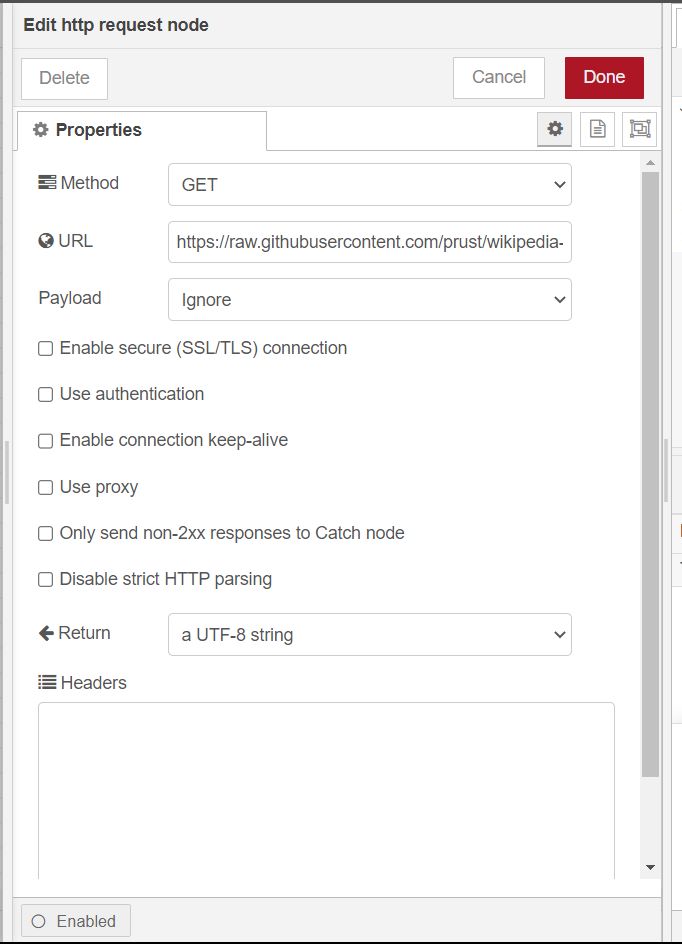 Edit http request node
Delete
Cancel
Done
Properties
Method
GET
URL
https://raw.githubusercontent.com/prust/wikipedia-
Payload
Ignore
Enable secure (SSL/TLS) connection
Use authentication
Enable connection keep-alive
Use proxy
Only send non-2xx responses to Catch node
Disable strict HTTP parsing
Return
a UTF-8 string
Headers
Enabled